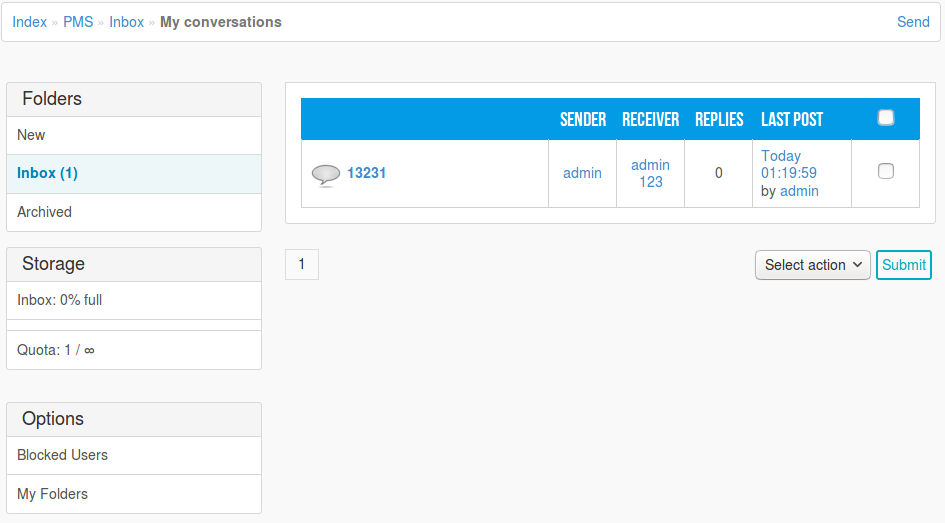 Index » PMS » Inbox » My conversations
Send
Folders
New
Inbox (1)
Archived
Storage
Inbox: 0% full
Quota: 1 / ∞
Options
Blocked Users
My Folders
SENDER RECEIVER REPLIES LAST POST
13231
admin
admin
123
0
Today
01:19:59
by admin
1
Select action
Submit